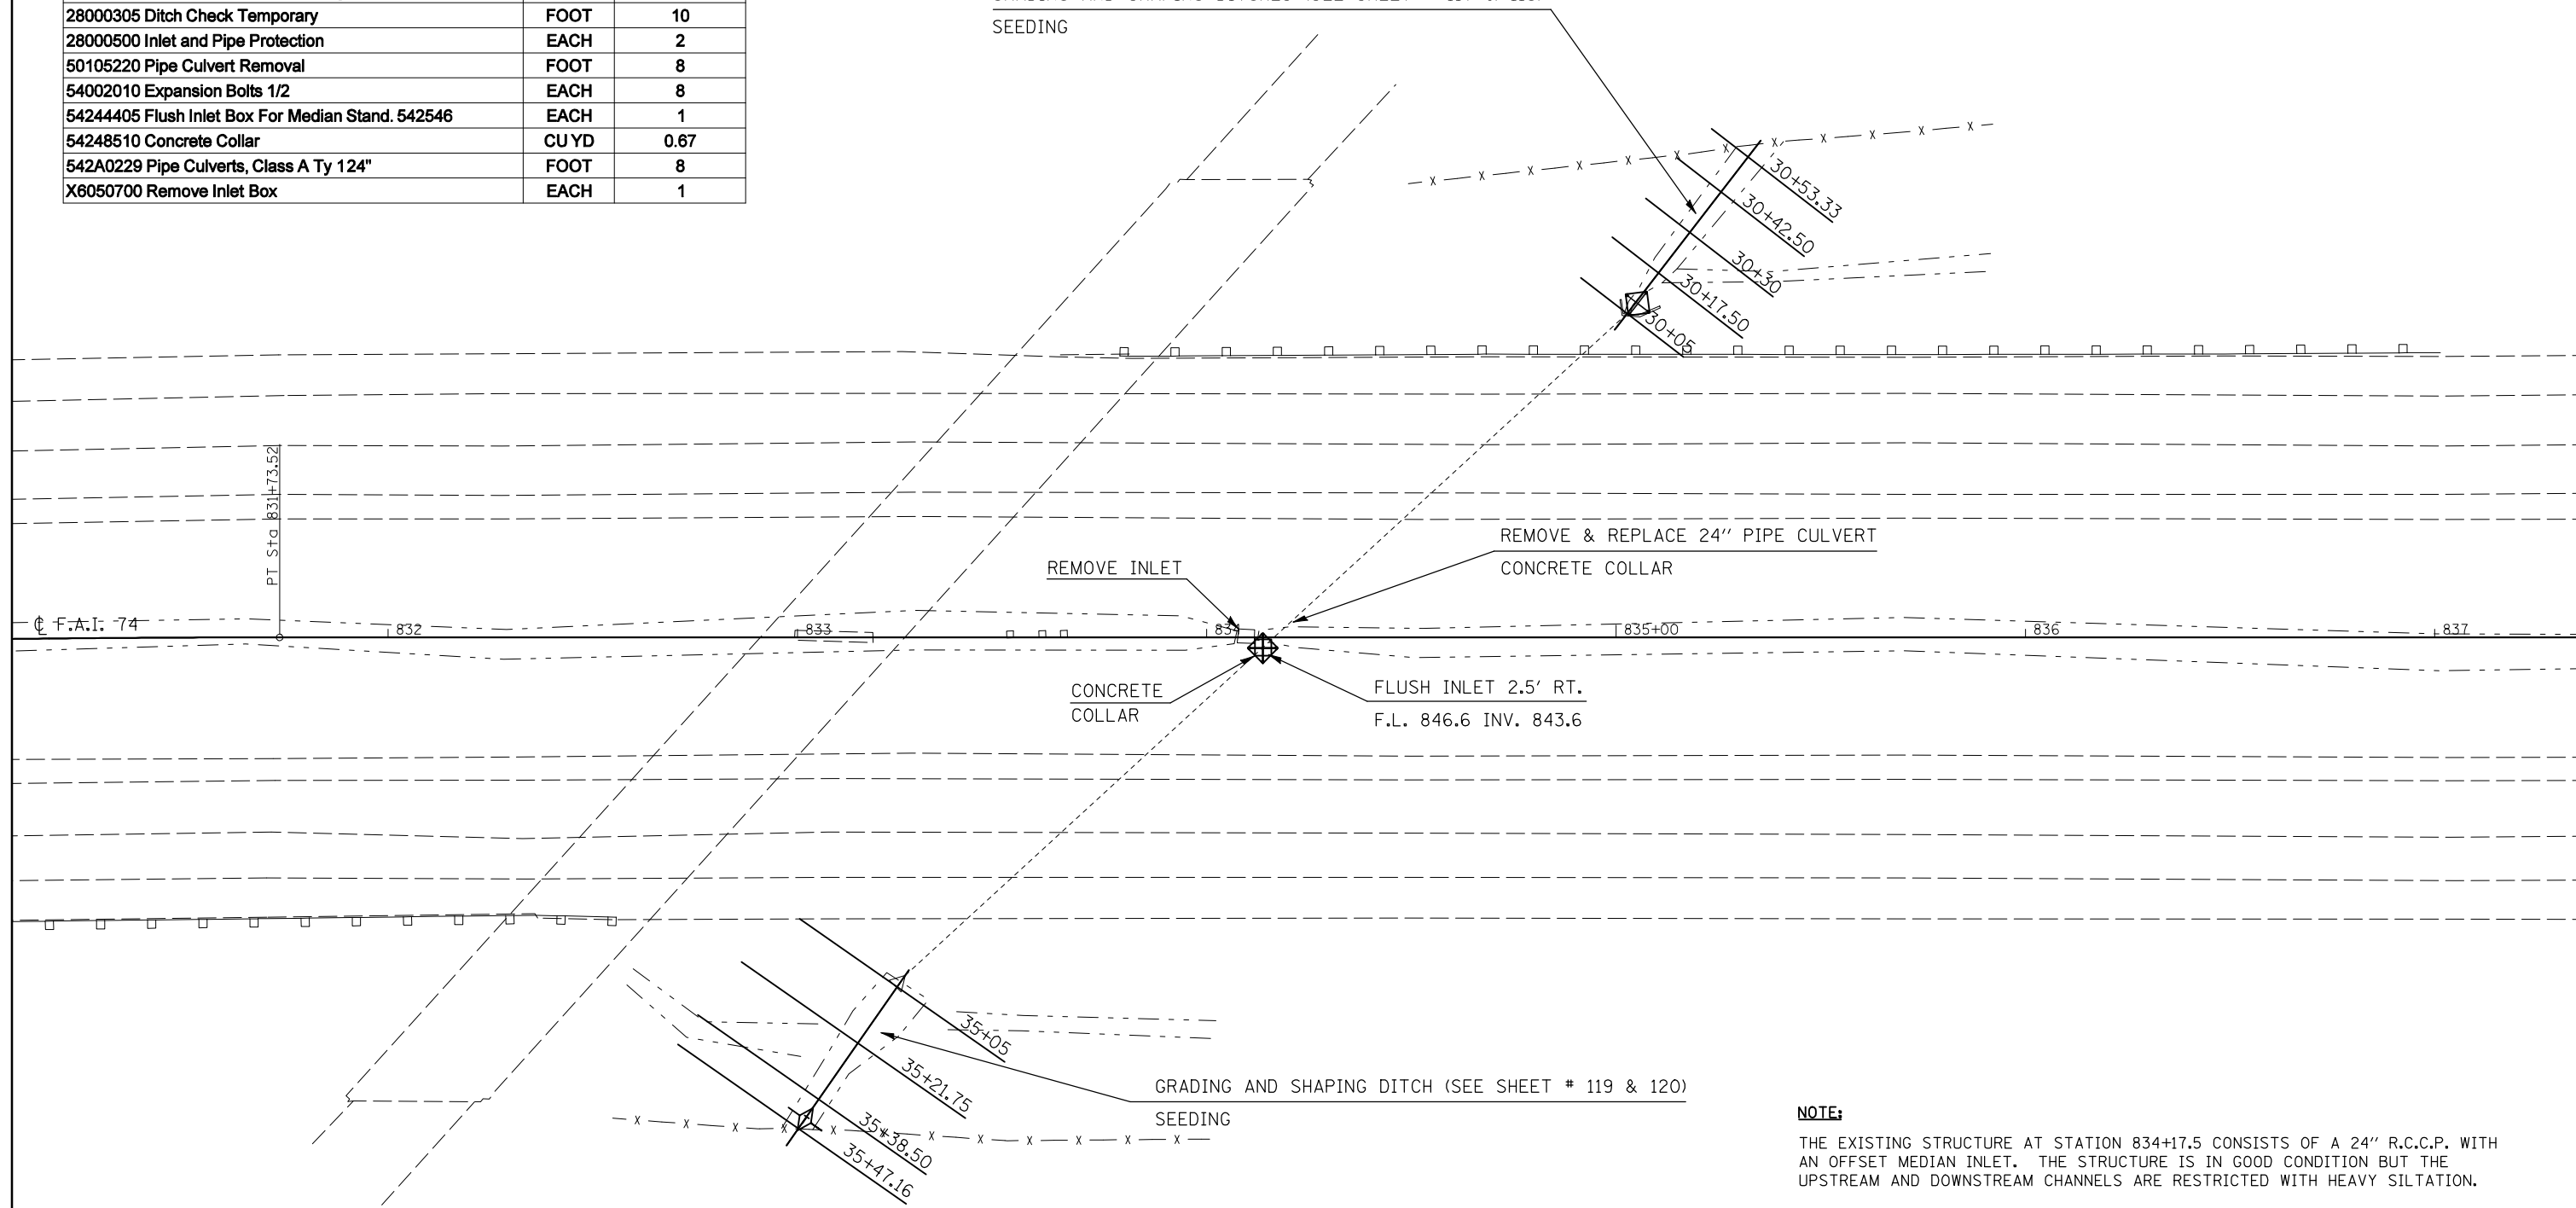 28000305 Ditch Check Temporary FOOT 10
28000500 Inlet and Pipe Protection EACH 2
50105220 Pipe Culvert Removal FOOT 8
54002010 Expansion Bolts 1/2 EACH 8
54244405 Flush Inlet Box For Median Stand. 542546 EACH 1
54248510 Concrete Collar CU YD 0.67
542A0229 Pipe Culverts, Class A Ty 1 24" FOOT 8
X6050700 Remove Inlet Box EACH 1
SEEDING
30+53.33
30+42.50
30+30
30+17.50
30+05
PT Sta 831+73.52
REMOVE & REPLACE 24" PIPE CULVERT
CONCRETE COLLAR
REMOVE INLET
℄ F.A.I. 74
832
833
834
835+00
836
837
CONCRETE
COLLAR
FLUSH INLET 2.5' RT.
F.L. 846.6 INV. 843.6
35+05
35+21.75
35+38.50
35+47.16
GRADING AND SHAPING DITCH (SEE SHEET # 119 & 120)
SEEDING
NOTE:
THE EXISTING STRUCTURE AT STATION 834+17.5 CONSISTS OF A 24" R.C.C.P. WITH
AN OFFSET MEDIAN INLET. THE STRUCTURE IS IN GOOD CONDITION BUT THE
UPSTREAM AND DOWNSTREAM CHANNELS ARE RESTRICTED WITH HEAVY SILTATION.